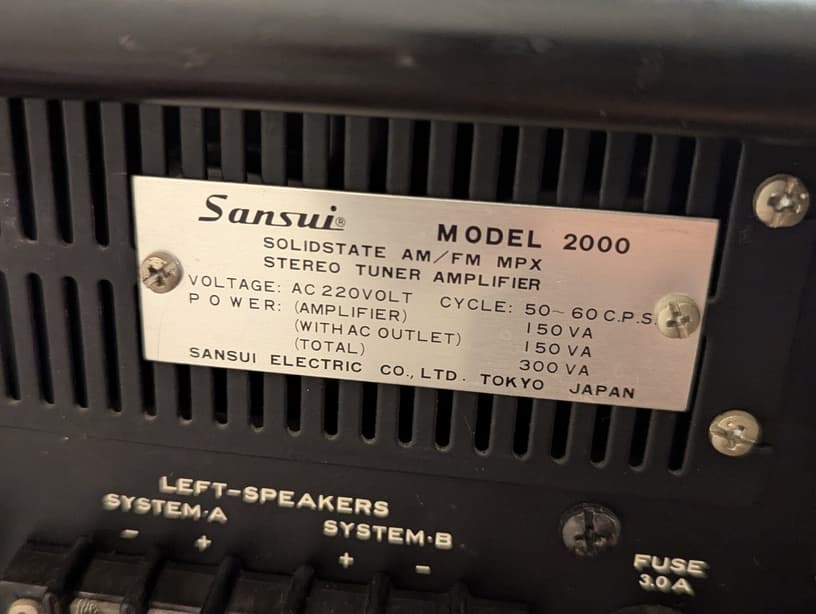 Sansui® MODEL 2000
SOLIDSTATE AM/FM MPX
STEREO TUNER AMPLIFIER
VOLTAGE: AC 220VOLT CYCLE: 50~60C.P.S.
POWER: (AMPLIFIER) 150VA
(WITH AC OUTLET) 150VA
(TOTAL) 300VA
SANSUI ELECTRIC CO., LTD. TOKYO JAPAN
LEFT-SPEAKERS
SYSTEM·A SYSTEM·B
- + + -
FUSE
3.0A